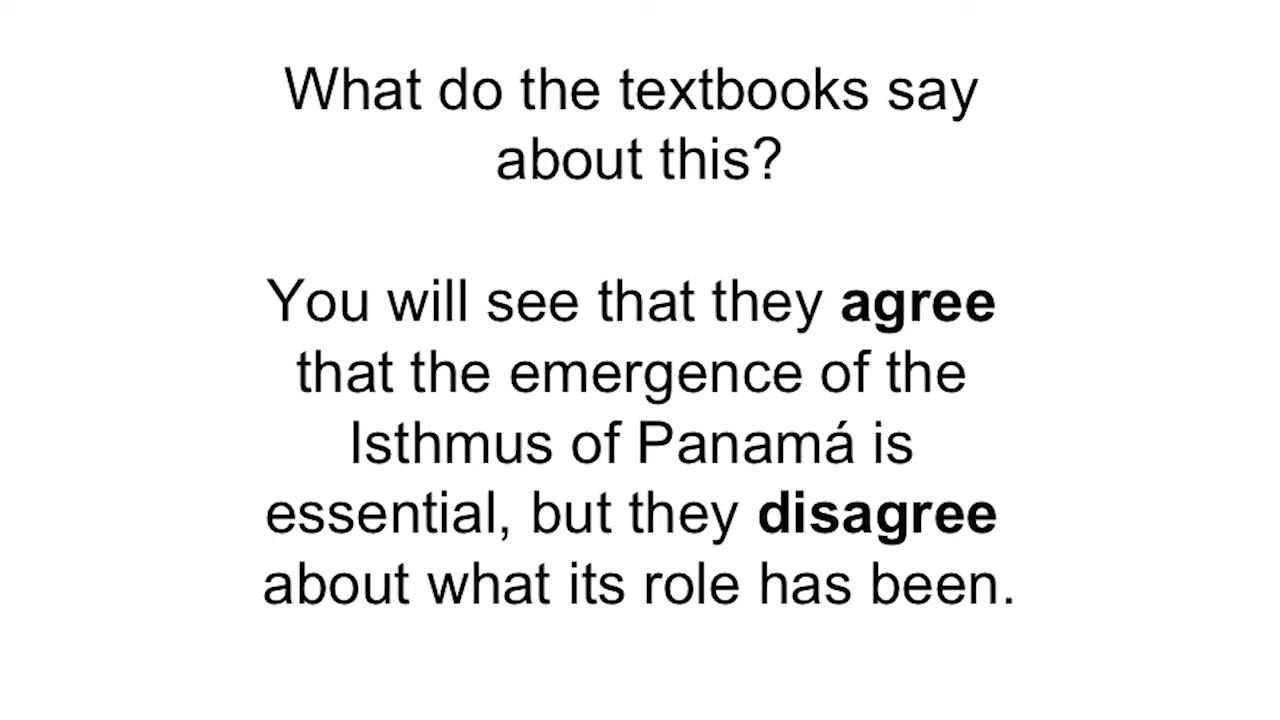 What do the textbooks say
about this?
You will see that they agree
that the emergence of the
Isthmus of Panamá is
essential, but they disagree
about what its role has been.